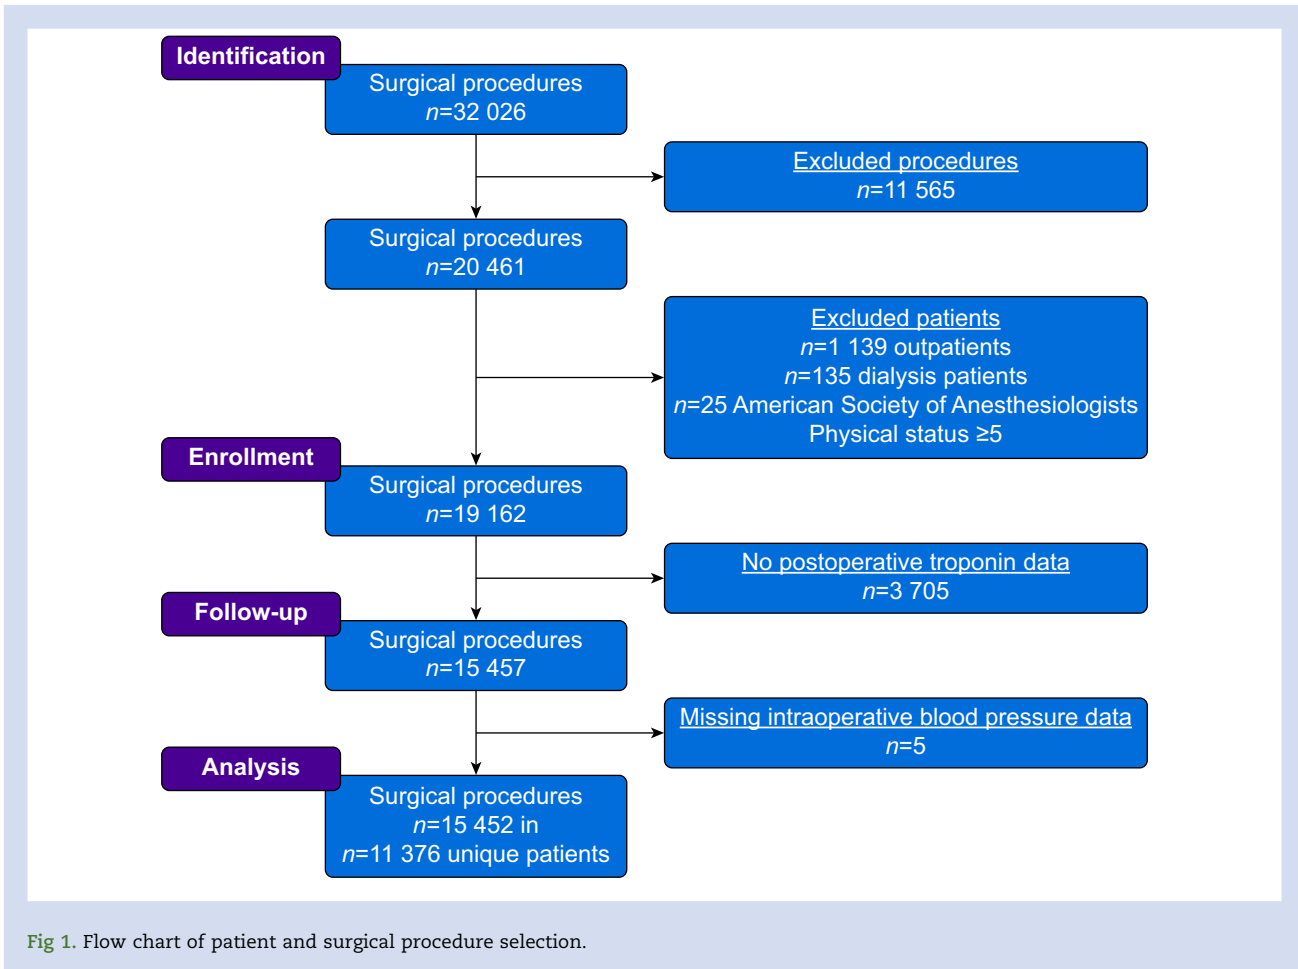 Identification
Surgical procedures
n=32 026
Excluded procedures
n=11 565
Surgical procedures
n=20 461
Excluded patients
n=1 139 outpatients
n=135 dialysis patients
n=25 American Society of Anesthesiologists
Physical status ≥5
Enrollment
Surgical procedures
n=19 162
No postoperative troponin data
n=3 705
Follow-up
Surgical procedures
n=15 457
Missing intraoperative blood pressure data
n=5
Analysis
Surgical procedures
n=15 452 in
n=11 376 unique patients
Fig 1. Flow chart of patient and surgical procedure selection.